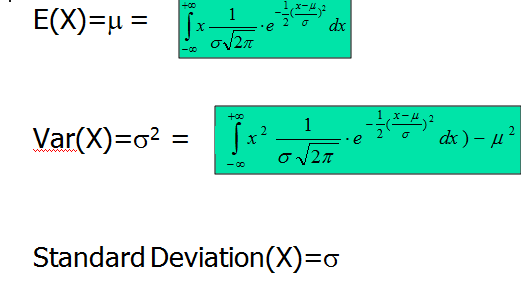 E(X)=μ = ∫_{-∞}^{+∞} x 1/(σ√2π) · e^{-1/2((x-μ)/σ)²} dx
Var(X)=σ² = ∫_{-∞}^{+∞} x² 1/(σ√2π) · e^{-1/2((x-μ)/σ)²} dx) − μ²
Standard Deviation(X)=σ